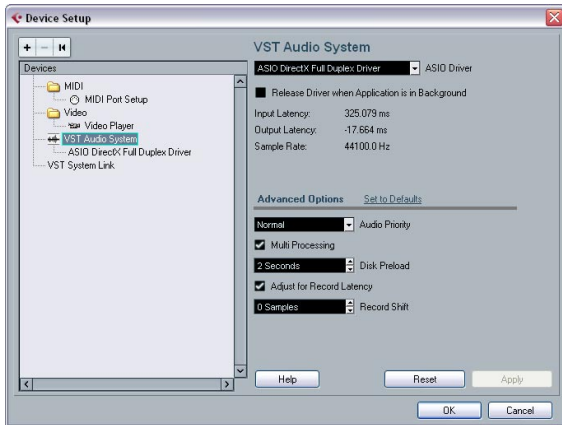 Device Setup
Devices
MIDI
MIDI Port Setup
Video
Video Player
VST Audio System
ASIO DirectX Full Duplex Driver
VST System Link
VST Audio System
ASIO DirectX Full Duplex Driver ASIO Driver
Release Driver when Application is in Background
Input Latency: 325.079 ms
Output Latency: -17.664 ms
Sample Rate: 44100.0 Hz
Advanced Options Set to Defaults
Normal Audio Priority
Multi Processing
2 Seconds Disk Preload
Adjust for Record Latency
0 Samples Record Shift
Help Reset Apply
OK Cancel